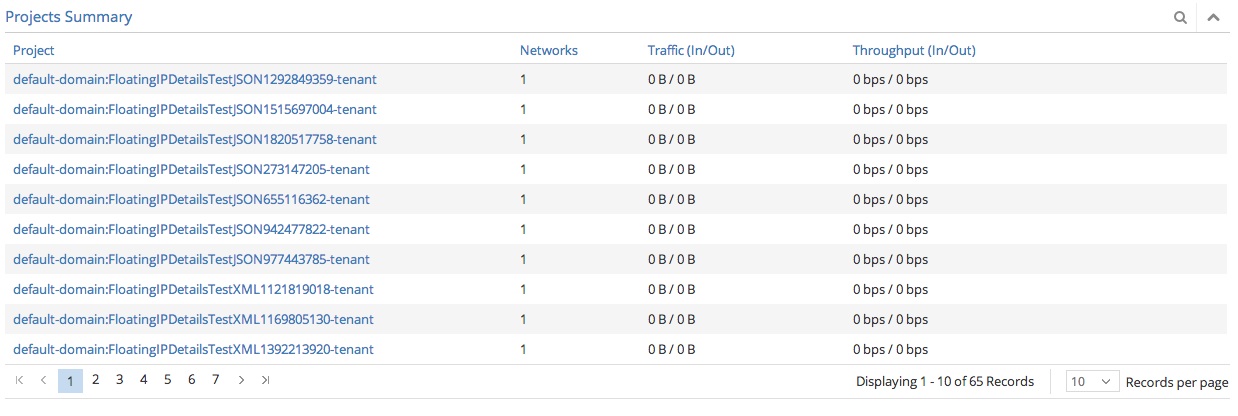 Projects Summary
Project Networks Traffic (In/Out) Throughput (In/Out)
default-domain:FloatingIPDetailsTestJSON1292849359-tenant 1 0 B / 0 B 0 bps / 0 bps
default-domain:FloatingIPDetailsTestJSON1515697004-tenant 1 0 B / 0 B 0 bps / 0 bps
default-domain:FloatingIPDetailsTestJSON1820517758-tenant 1 0 B / 0 B 0 bps / 0 bps
default-domain:FloatingIPDetailsTestJSON273147205-tenant 1 0 B / 0 B 0 bps / 0 bps
default-domain:FloatingIPDetailsTestJSON655116362-tenant 1 0 B / 0 B 0 bps / 0 bps
default-domain:FloatingIPDetailsTestJSON942477822-tenant 1 0 B / 0 B 0 bps / 0 bps
default-domain:FloatingIPDetailsTestJSON977443785-tenant 1 0 B / 0 B 0 bps / 0 bps
default-domain:FloatingIPDetailsTestXML1121819018-tenant 1 0 B / 0 B 0 bps / 0 bps
default-domain:FloatingIPDetailsTestXML1169805130-tenant 1 0 B / 0 B 0 bps / 0 bps
default-domain:FloatingIPDetailsTestXML1392213920-tenant 1 0 B / 0 B 0 bps / 0 bps
1 2 3 4 5 6 7 Displaying 1 - 10 of 65 Records 10 Records per page